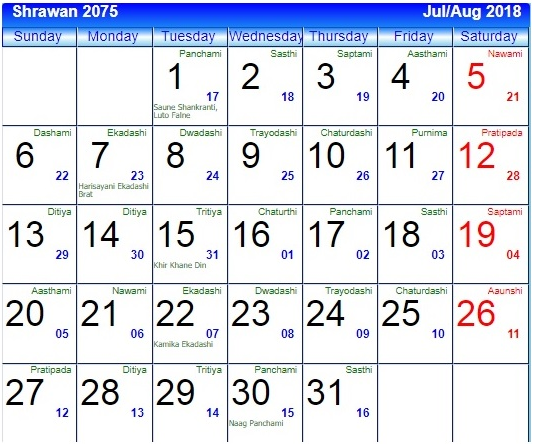 Shrawan 2075 Jul/Aug 2018
Sunday Monday Tuesday Wednesday Thursday Friday Saturday
Panchami Sasthi Saptami Aasthami Nawami
1 2 3 4 5
17 18 19 20 21
Saune Shankranti,
Luto Falne
Dashami Ekadashi Dwadashi Trayodashi Chaturdashi Purnima Pratipada
6 7 8 9 10 11 12
22 23 24 25 26 27 28
Harisayani Ekadashi
Brat
Ditiya Ditiya Tritiya Chaturthi Panchami Sasthi Saptami
13 14 15 16 17 18 19
29 30 31 01 02 03 04
Khir Khane Din
Aasthami Nawami Ekadashi Dwadashi Trayodashi Chaturdashi Aaunshi
20 21 22 23 24 25 26
05 06 07 08 09 10 11
Kamika Ekadashi
Pratipada Ditiya Tritiya Panchami Sasthi
27 28 29 30 31
12 13 14 15 16
Naag Panchami